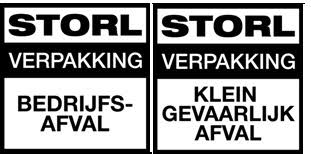 STORL
VERPAKKING
BEDRIJFS-
AFVAL
STORL
VERPAKKING
KLEIN
GEVAARLIJK
AFVAL